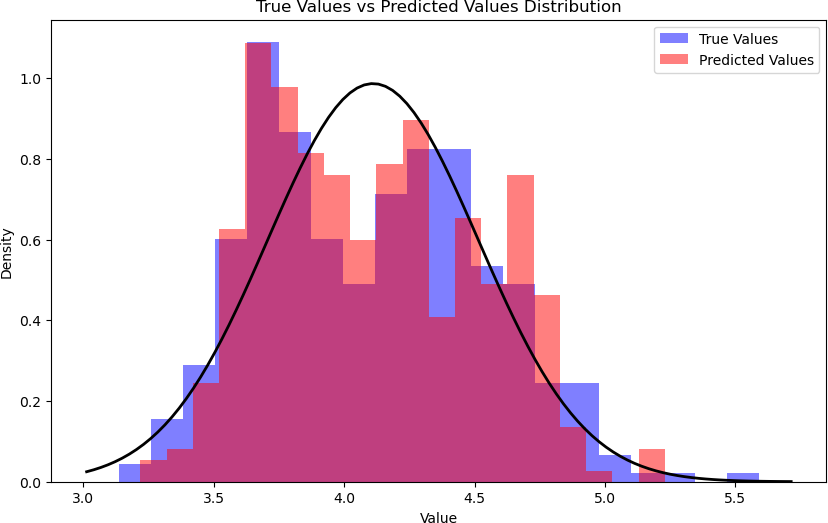 True Values vs Predicted Values Distribution
True Values
Predicted Values
1.0
0.8
0.6
0.4
0.2
0.0
Density
3.0 3.5 4.0 4.5 5.0 5.5
Value